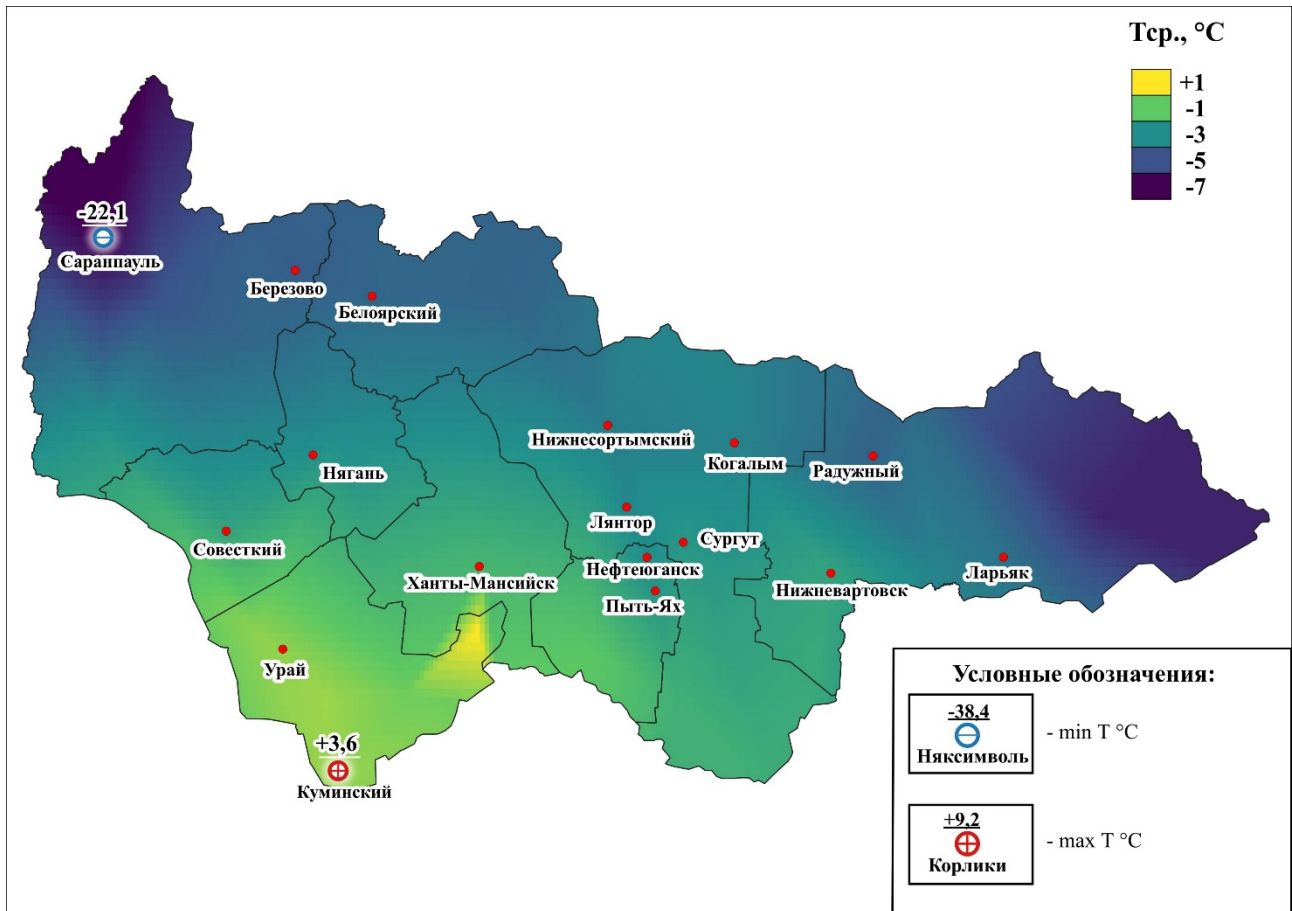 Тср., °C
+1
-1
-3
-5
-7
-22,1
Саранпауль
Березово
Белоярский
Нижнесортымский
Когалым
Радужный
Нягань
Лянтор
Сургут
Совесткий
Нефтеюганск
Ларьяк
Ханты-Мансийск
Нижневартовск
Пыть-Ях
Урай
+3,6
Куминский
Условные обозначения:
-38,4
- min T °C
Няксимволь
+9,2
- max T °C
Корлики